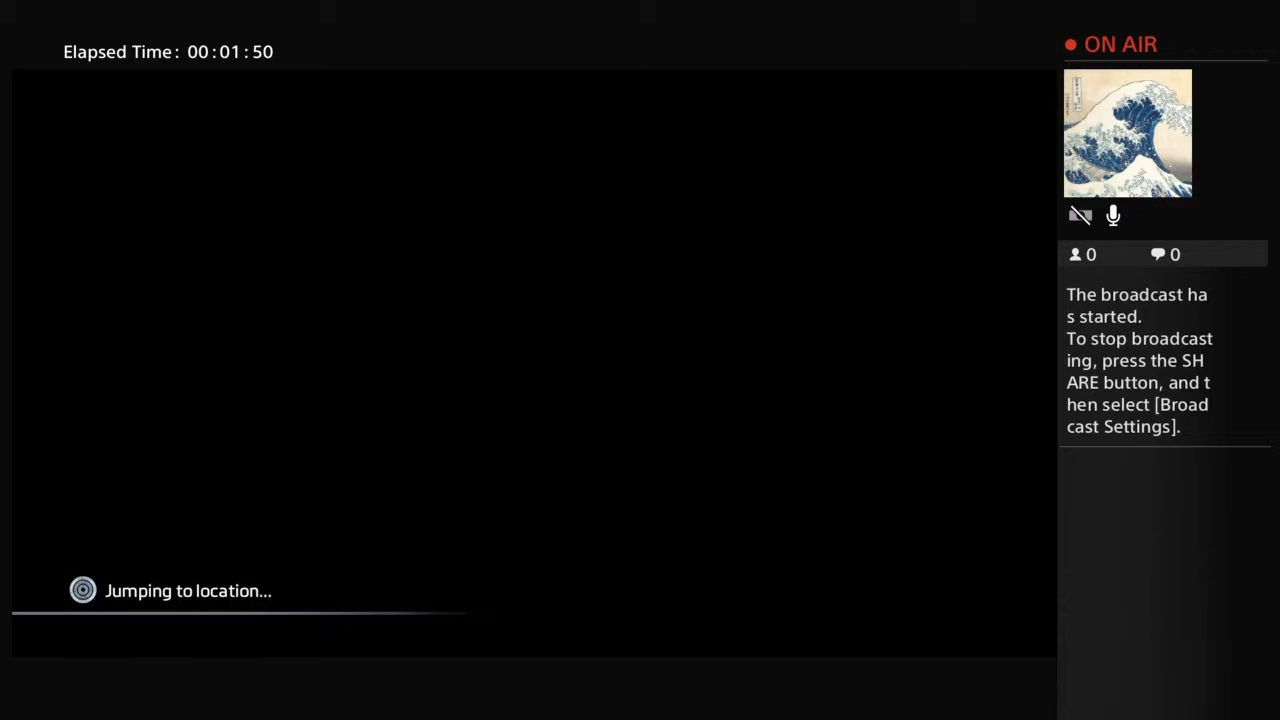 Elapsed Time: 00:01:50
ON AIR
0 0
The broadcast ha
s started.
To stop broadcast
ing, press the SH
ARE button, and t
hen select [Broad
cast Settings].
Jumping to location...